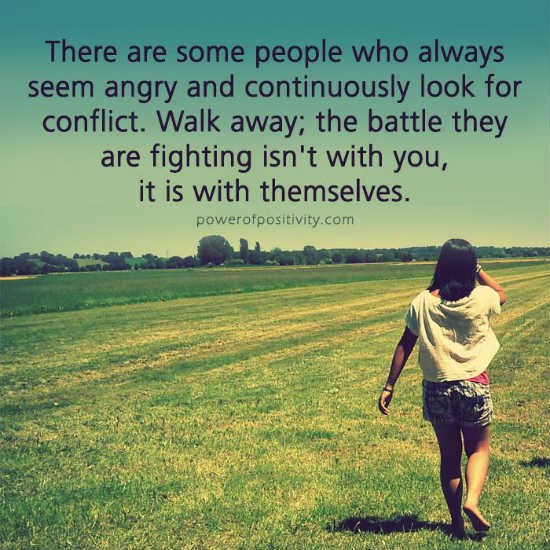 There are some people who always
seem angry and continuously look for
conflict. Walk away; the battle they
are fighting isn't with you,
it is with themselves.
powerofpositivity.com